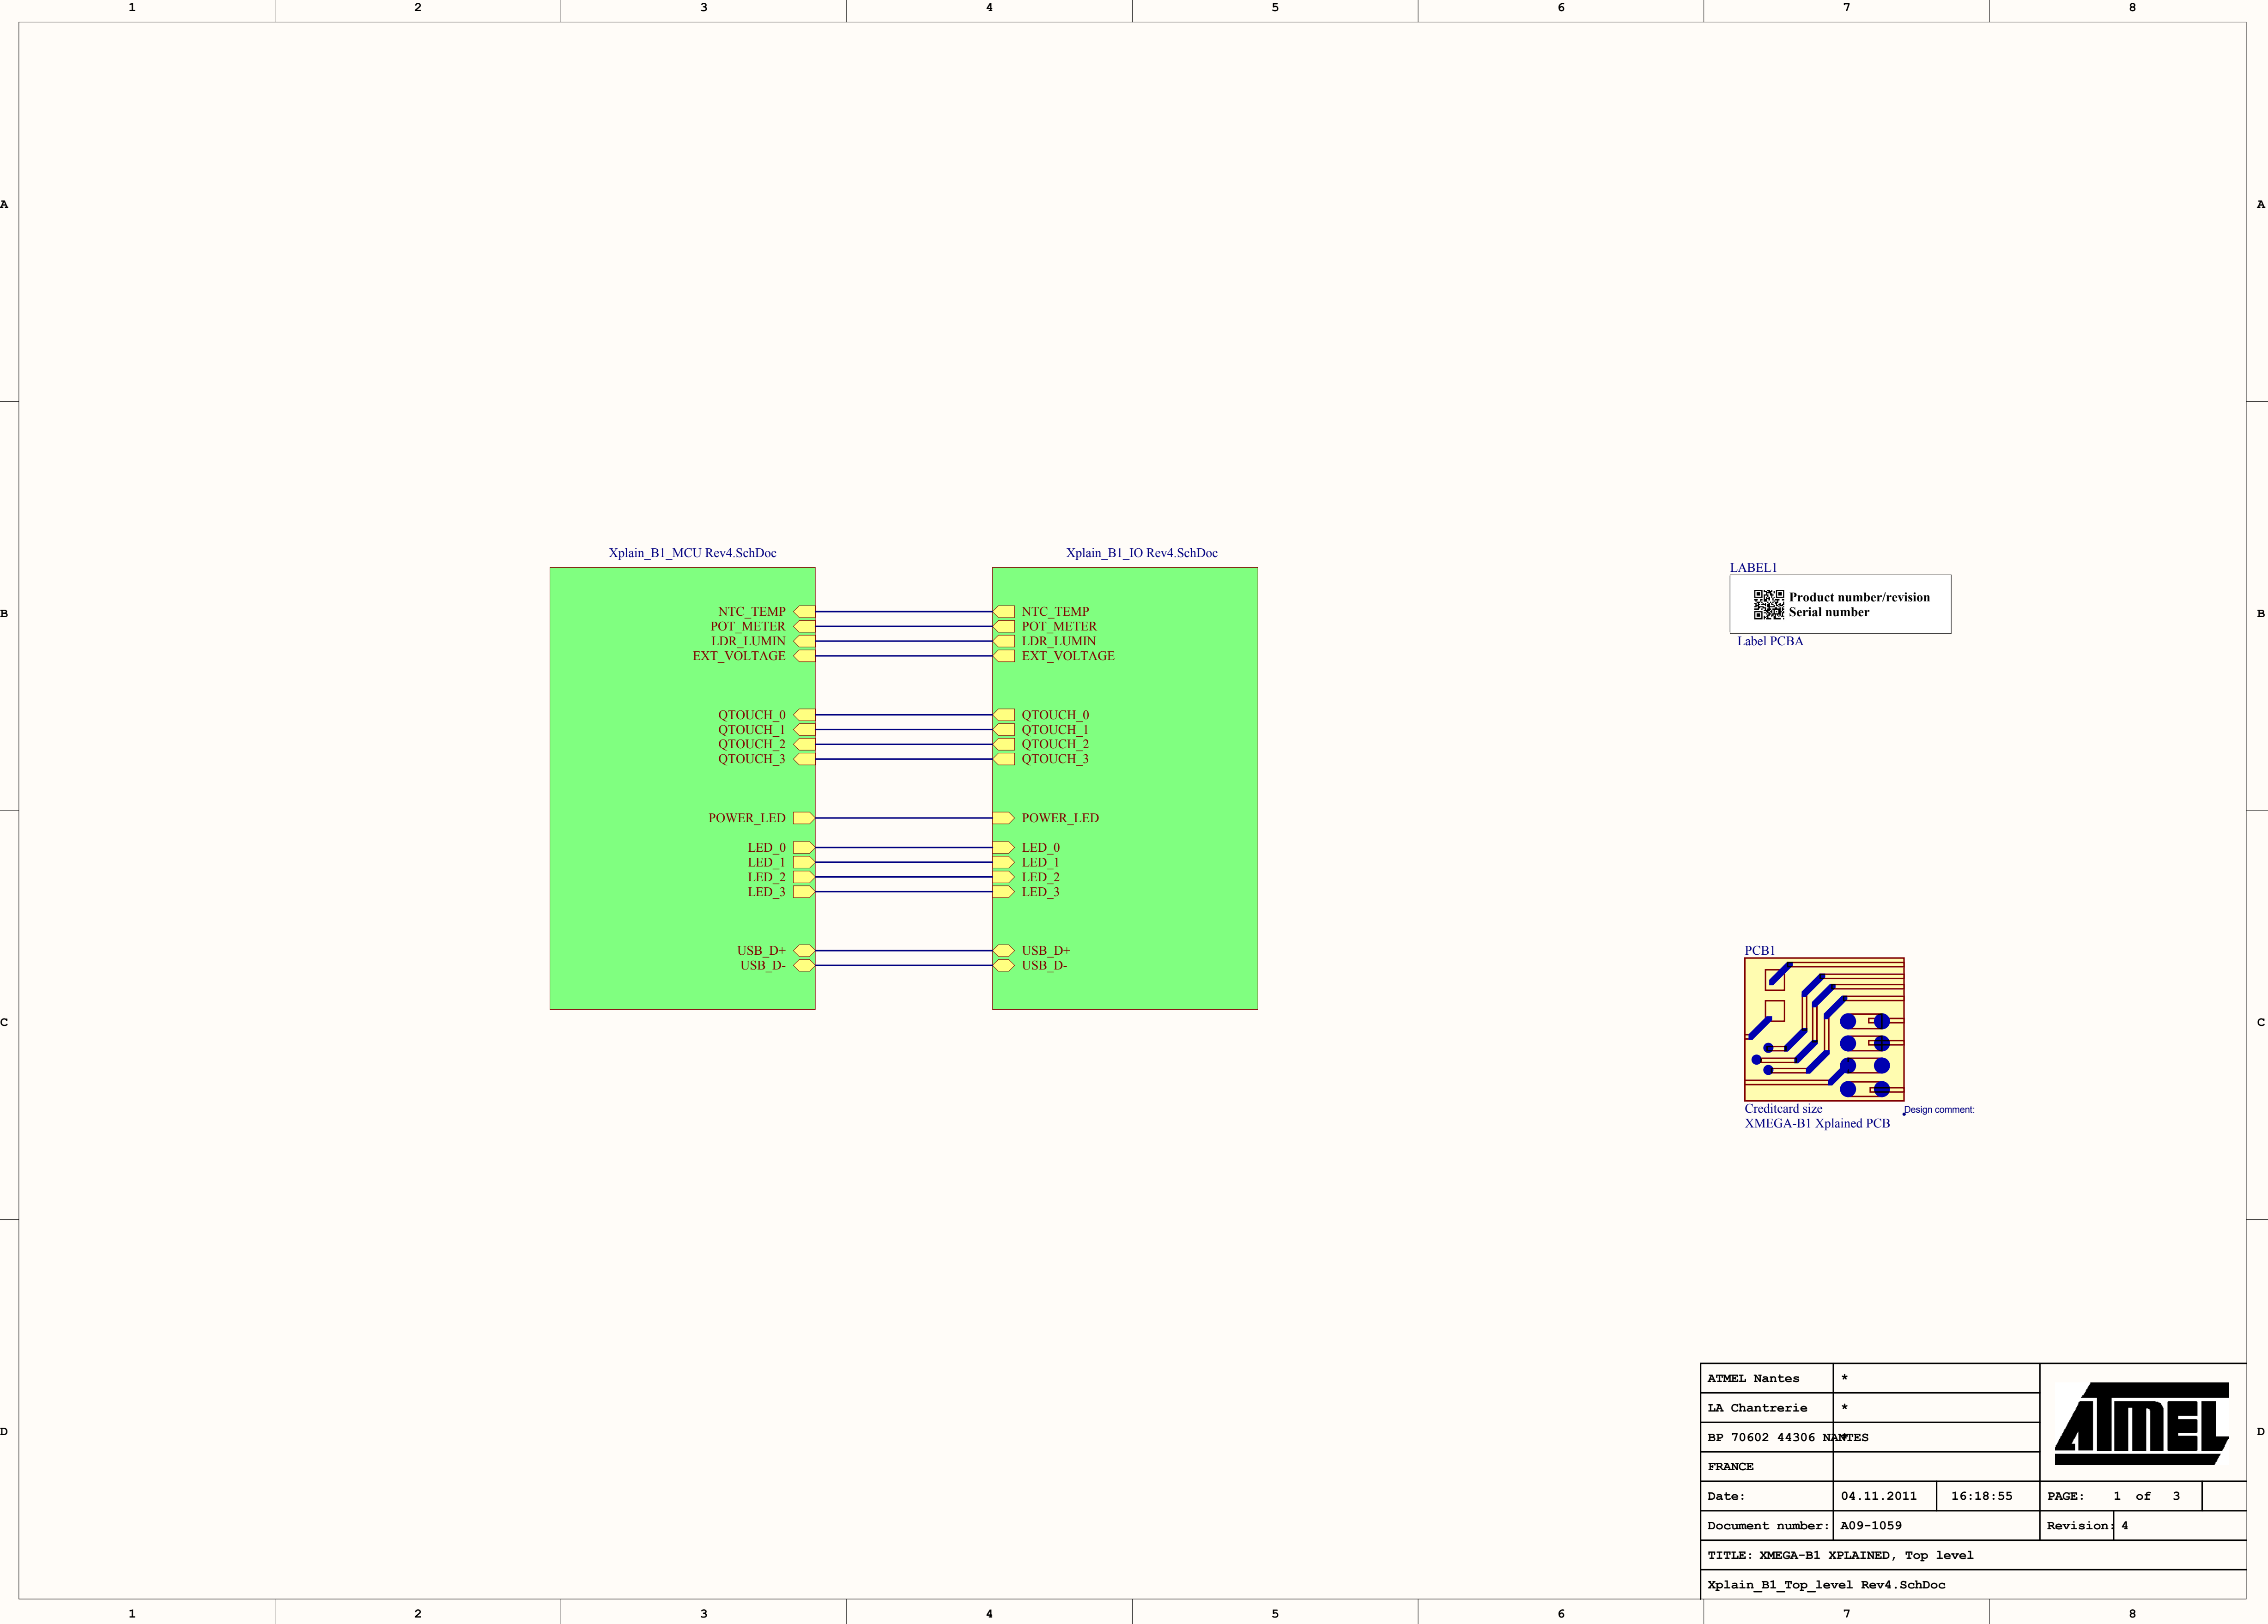 1 2 3 4 5 6 7 8
A A
Xplain_B1_MCU Rev4.SchDoc Xplain_B1_IO Rev4.SchDoc
LABEL1
B B
Product number/revision
Serial number
Label PCBA
NTC_TEMP NTC_TEMP
POT_METER POT_METER
LDR_LUMIN LDR_LUMIN
EXT_VOLTAGE EXT_VOLTAGE
QTOUCH_0 QTOUCH_0
QTOUCH_1 QTOUCH_1
QTOUCH_2 QTOUCH_2
QTOUCH_3 QTOUCH_3
POWER_LED POWER_LED
LED_0 LED_0
LED_1 LED_1
LED_2 LED_2
LED_3 LED_3
USB_D+ USB_D+
USB_D- USB_D-
PCB1
C C
Creditcard size
XMEGA-B1 Xplained PCB
Design comment:
D D
ATMEL Nantes *
LA Chantrerie *
BP 70602 44306 NANTES *
FRANCE
ATMEL
Date: 04.11.2011 16:18:55 PAGE: 1 of 3
Document number: A09-1059 Revision: 4
TITLE: XMEGA-B1 XPLAINED, Top level
Xplain_B1_Top_level Rev4.SchDoc
1 2 3 4 5 6 7 8